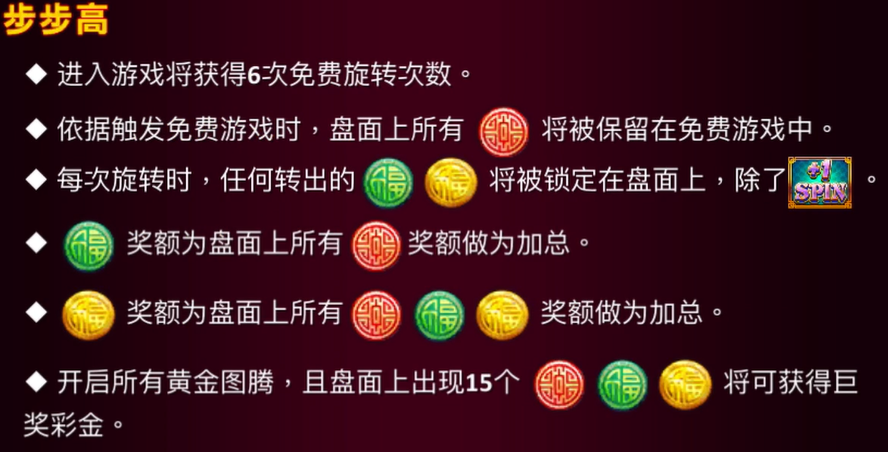 步步高
◆ 进入游戏将获得6次免费旋转次数。
◆ 依据触发免费游戏时，盘面上所有 将被保留在免费游戏中。
◆ 每次旋转时，任何转出的 福 福 将被锁定在盘面上，除了 +1 SPIN 。
◆ 福 奖额为盘面上所有 奖额做为加总。
◆ 福 奖额为盘面上所有 福 福 奖额做为加总。
◆ 开启所有黄金图腾，且盘面上出现15个 福 福 将可获得巨
奖彩金。